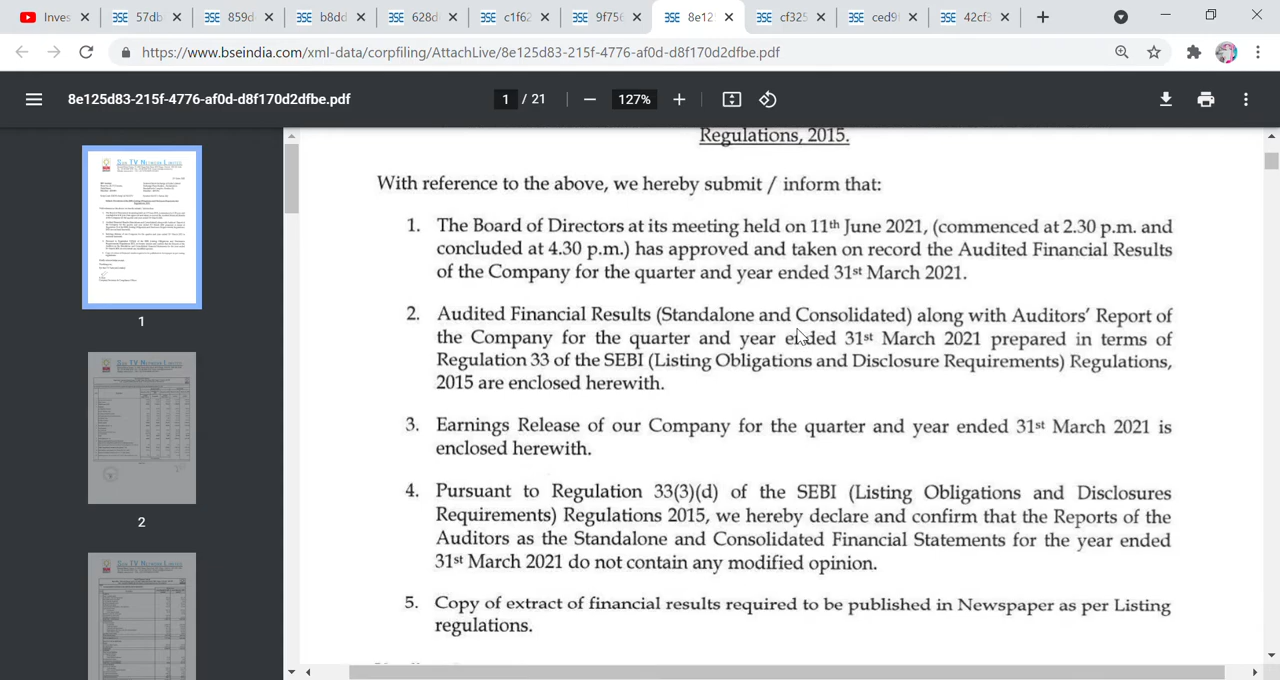 Inves
57db
859d
b8dd
628d
c1f62
9f756
8e12
cf325
ced9f
42cf3
https://www.bseindia.com/xml-data/corpfiling/AttachLive/8e125d83-215f-4776-af0d-d8f170d2dfbe.pdf
8e125d83-215f-4776-af0d-d8f170d2dfbe.pdf
1 / 21
127%
SUN TV NETWORK LIMITED
1
2
Regulations, 2015.
With reference to the above, we hereby submit / inform that:
1. The Board of Directors at its meeting held on 11th June 2021, (commenced at 2.30 p.m. and
concluded at 5.30 p.m.) has approved and taken on record the Audited Financial Results
of the Company for the quarter and year ended 31st March 2021.
2. Audited Financial Results (Standalone and Consolidated) along with Auditors' Report of
the Company for the quarter and year ended 31st March 2021 prepared in terms of
Regulation 33 of the SEBI (Listing Obligations and Disclosure Requirements) Regulations,
2015 are enclosed herewith.
3. Earnings Release of our Company for the quarter and year ended 31st March 2021 is
enclosed herewith.
4. Pursuant to Regulation 33(3)(d) of the SEBI (Listing Obligations and Disclosures
Requirements) Regulations 2015, we hereby declare and confirm that the Reports of the
Auditors as the Standalone and Consolidated Financial Statements for the year ended
31st March 2021 do not contain any modified opinion.
5. Copy of extract of financial results required to be published in Newspaper as per Listing
regulations.